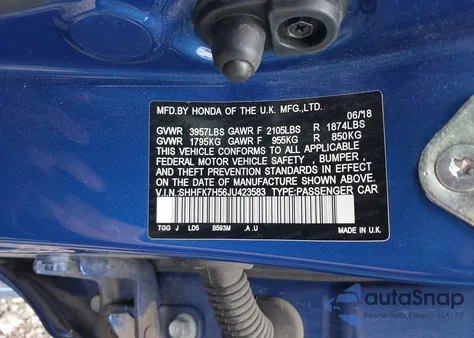 MFD.BY HONDA OF THE U.K. MFG.,LTD.
06/18
GVWR 3957LBS GAWR F 2105LBS R 1874LBS
GVWR 1795KG GAWR F 955KG R 850KG
THIS VEHICLE CONFORMS TO ALL APPLICABLE
FEDERAL MOTOR VEHICLE SAFETY , BUMPER ,
AND THEFT PREVENTION STANDARDS IN EFFECT
ON THE DATE OF MANUFACTURE SHOWN ABOVE.
V.I.N.:SHHFK7H56JU423583 TYPE:PASSENGER CAR
TGG J LD5 B593M .A .U
MADE IN U.K.
autoSnap